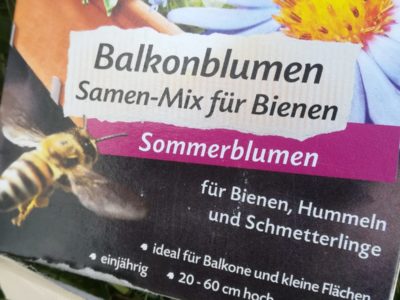 Balkonblumen
Samen-Mix für Bienen
Sommerblumen
für Bienen, Hummeln
und Schmetterlinge
ideal für Balkone und kleine Flächen
einjährig
20 - 60 cm hoch